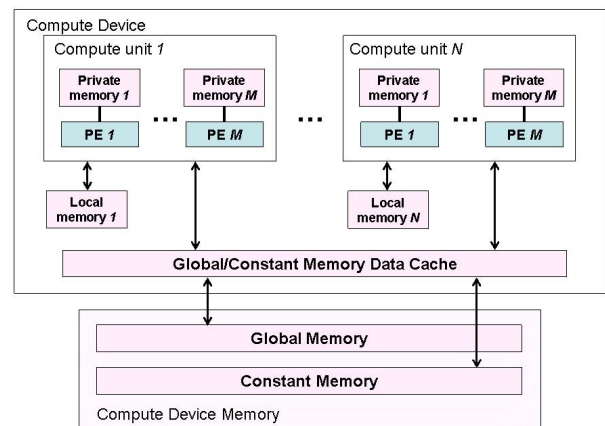 Compute Device
Compute unit 1
Compute unit N
Private memory 1
Private memory M
Private memory 1
Private memory M
...
...
...
PE 1
PE M
PE 1
PE M
Local memory 1
Local memory N
Global/Constant Memory Data Cache
Global Memory
Constant Memory
Compute Device Memory